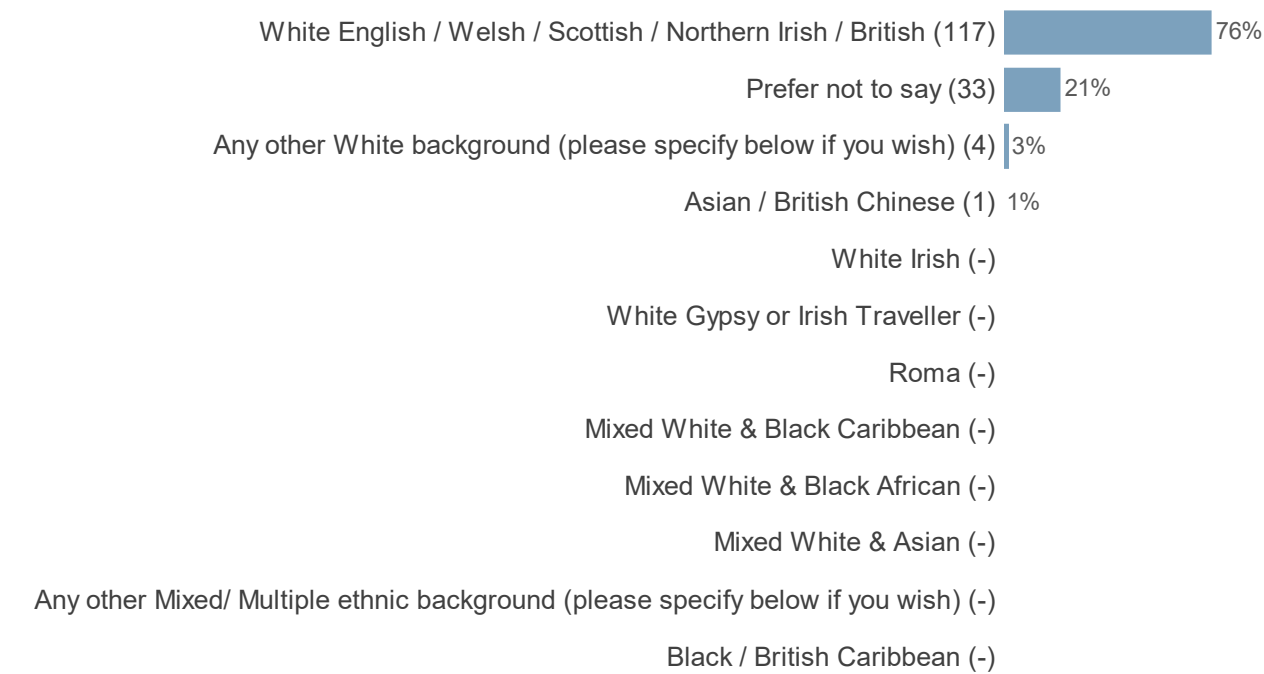 White English / Welsh / Scottish / Northern Irish / British (117) 76%
Prefer not to say (33) 21%
Any other White background (please specify below if you wish) (4) 3%
Asian / British Chinese (1) 1%
White Irish (-)
White Gypsy or Irish Traveller (-)
Roma (-)
Mixed White & Black Caribbean (-)
Mixed White & Black African (-)
Mixed White & Asian (-)
Any other Mixed/ Multiple ethnic background (please specify below if you wish) (-)
Black / British Caribbean (-)